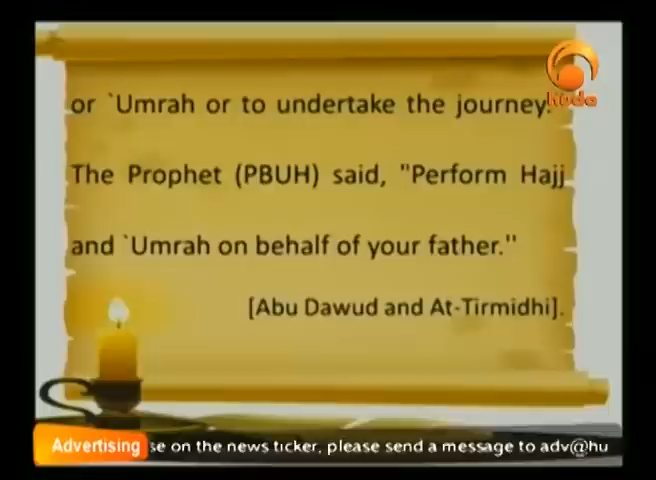 huda
or `Umrah or to undertake the journey.
The Prophet (PBUH) said, "Perform Hajj
and `Umrah on behalf of your father."
[Abu Dawud and At-Tirmidhi].
Advertising se on the news ticker, please send a message to adv@hu